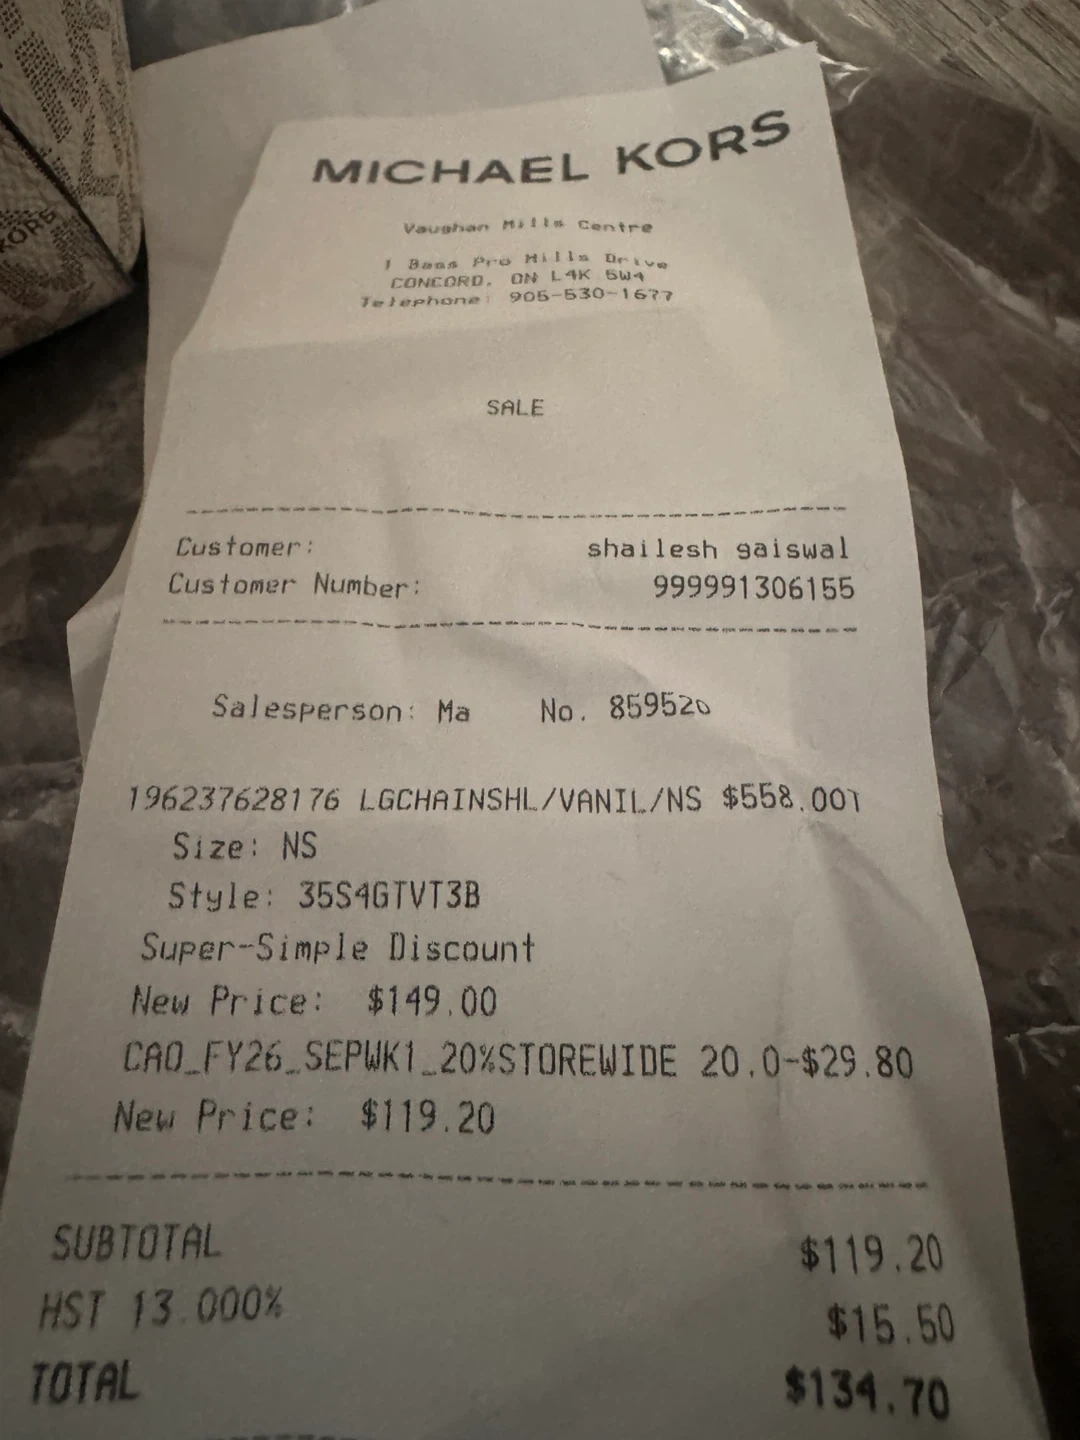 MICHAEL KORS
Vaughan Mills Centre
1 Bass Pro Mills Drive
CONCORD, ON L4K 5W4
Telephone: 905-530-1677
SALE
Customer: shailesh gaiswal
Customer Number: 999991306155
Salesperson: Ma No. 859520
196237628176 LGCHAINSHL/VANIL/NS $558.00T
Size: NS
Style: 35S4GTVT3B
Super-Simple Discount
New Price: $149.00
CAO_FY26_SEPWK1_20%STOREWIDE 20.0-$29.80
New Price: $119.20
SUBTOTAL $119.20
HST 13.000% $15.50
TOTAL $134.70
KORS